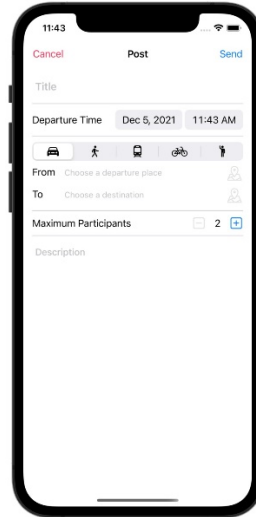 11:43
Cancel Post Send
Title
Departure Time Dec 5, 2021 11:43 AM
From Choose a departure place
To Choose a destination
Maximum Participants 2
Description